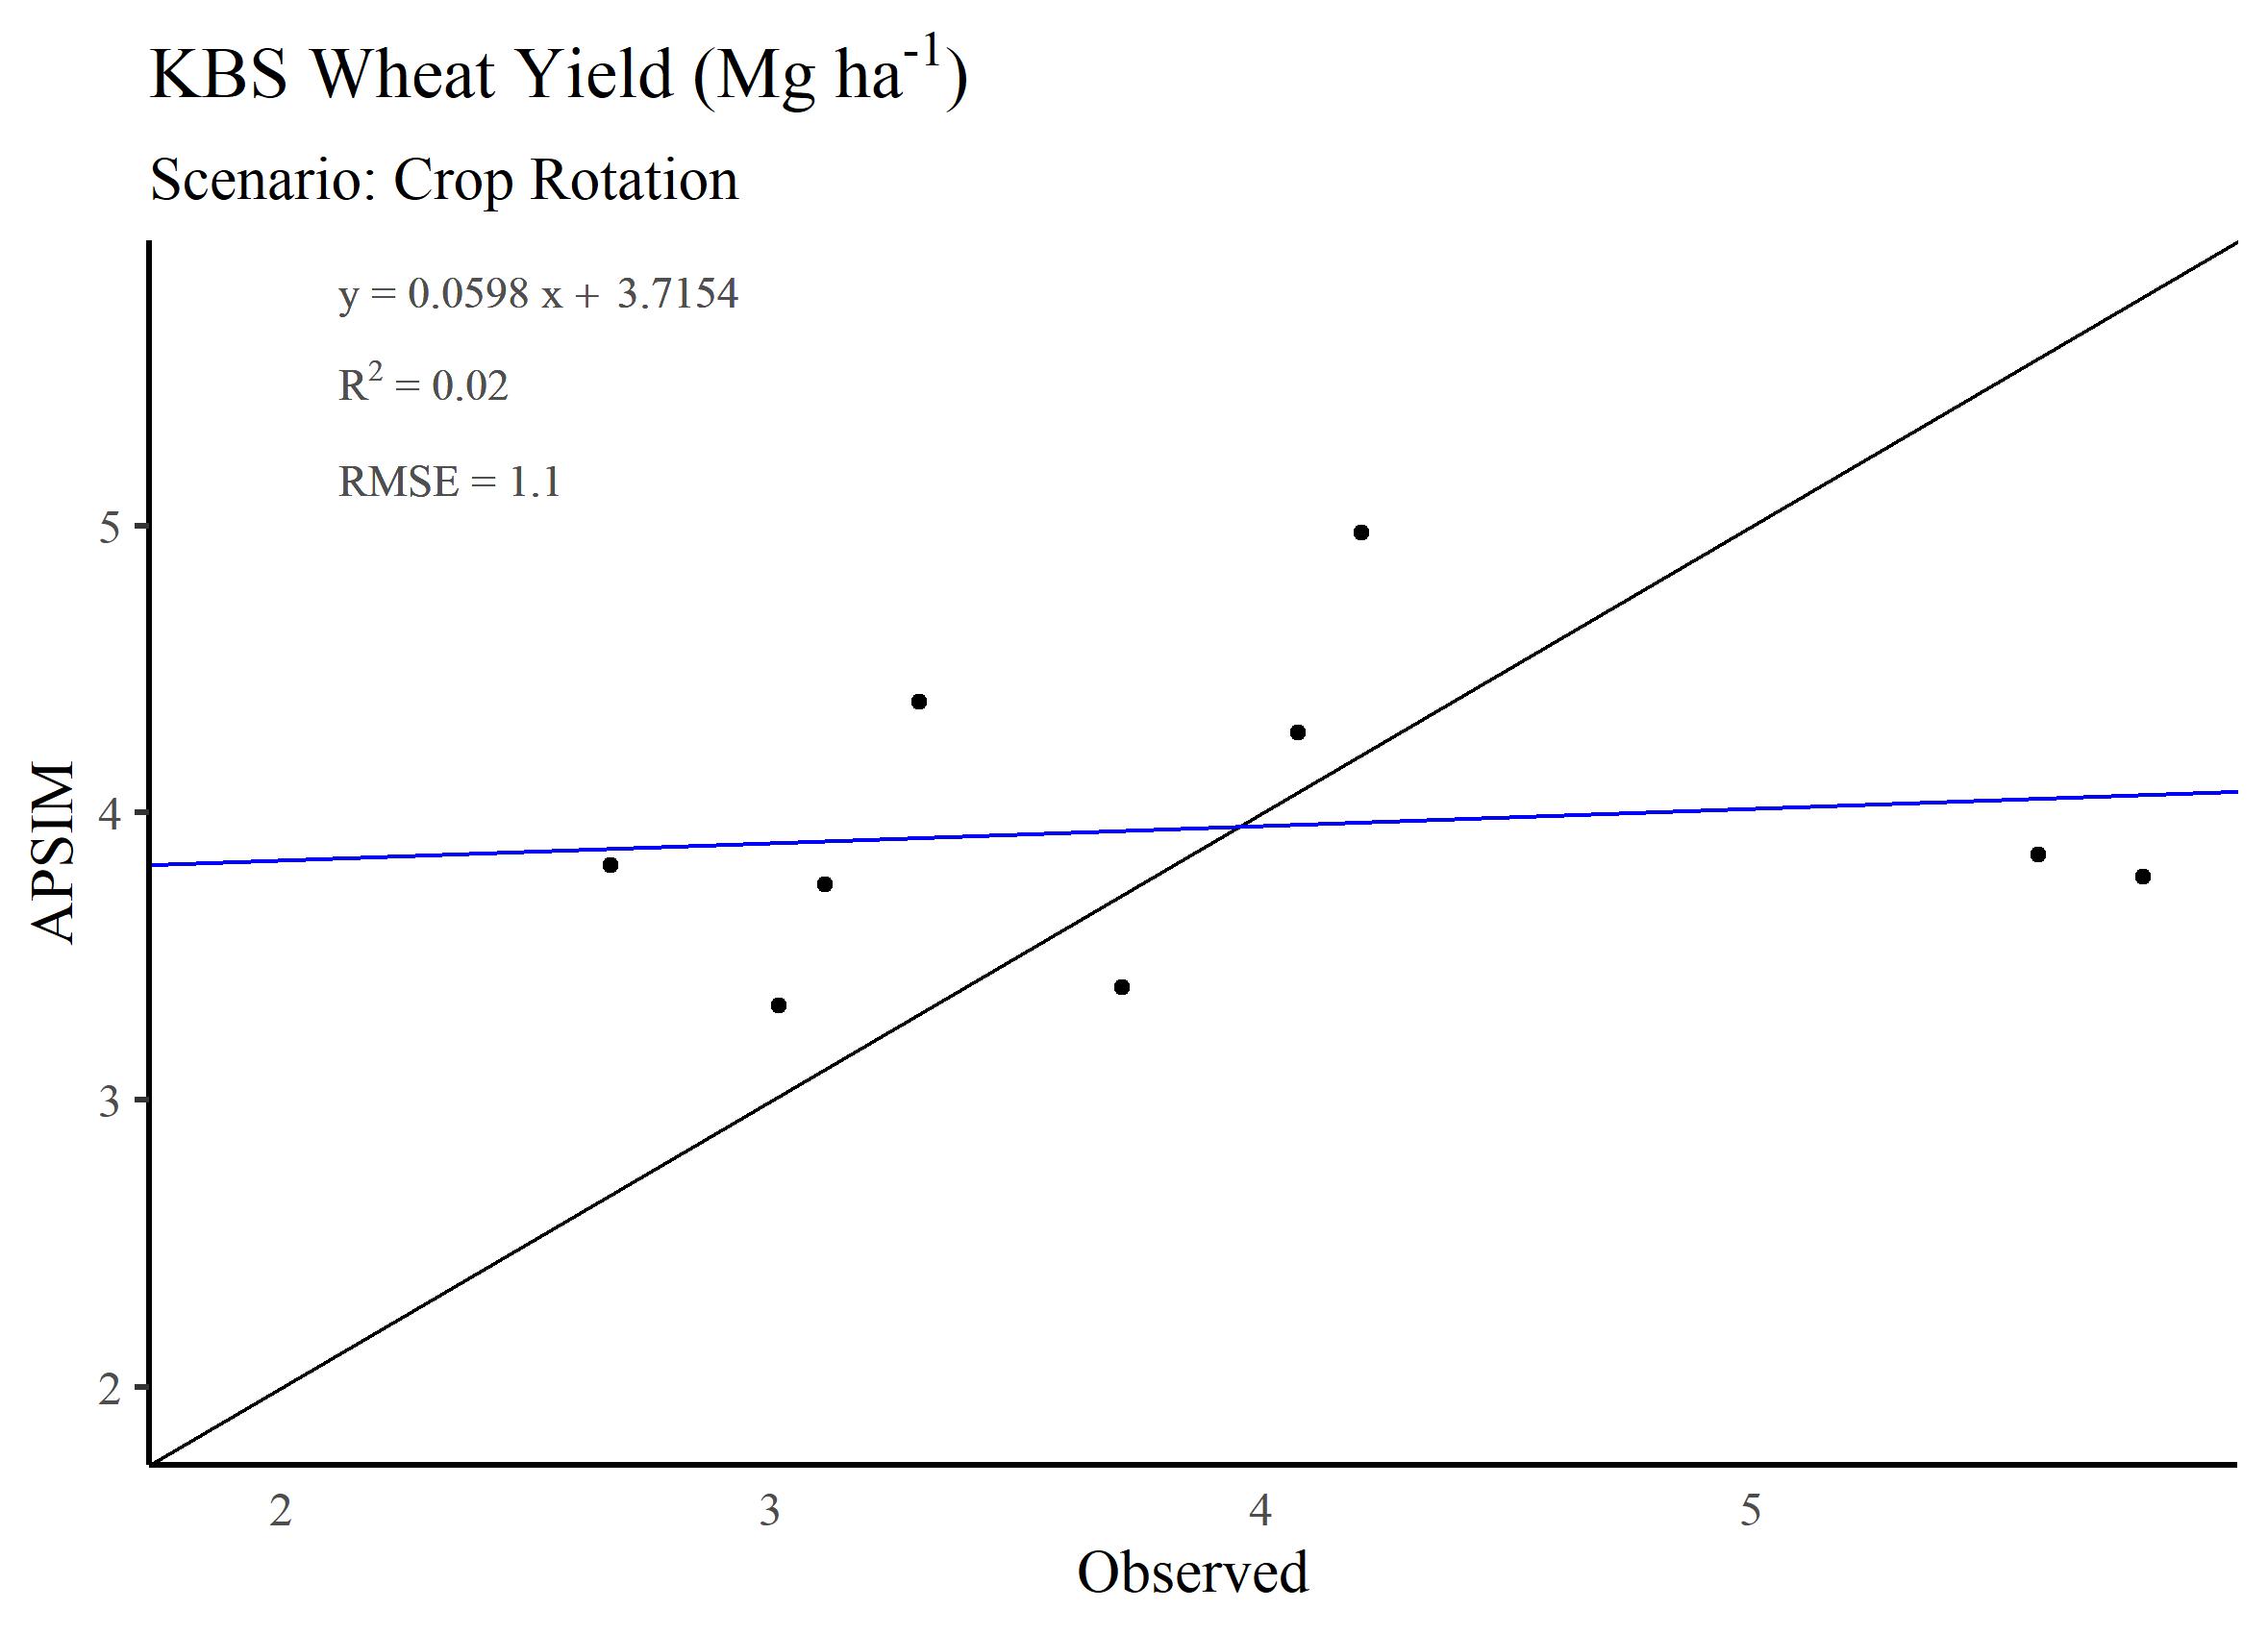 KBS Wheat Yield (Mg ha⁻¹)
Scenario: Crop Rotation
y = 0.0598 x + 3.7154
R² = 0.02
RMSE = 1.1
5
4
3
2
APSIM
2 3 4 5
Observed